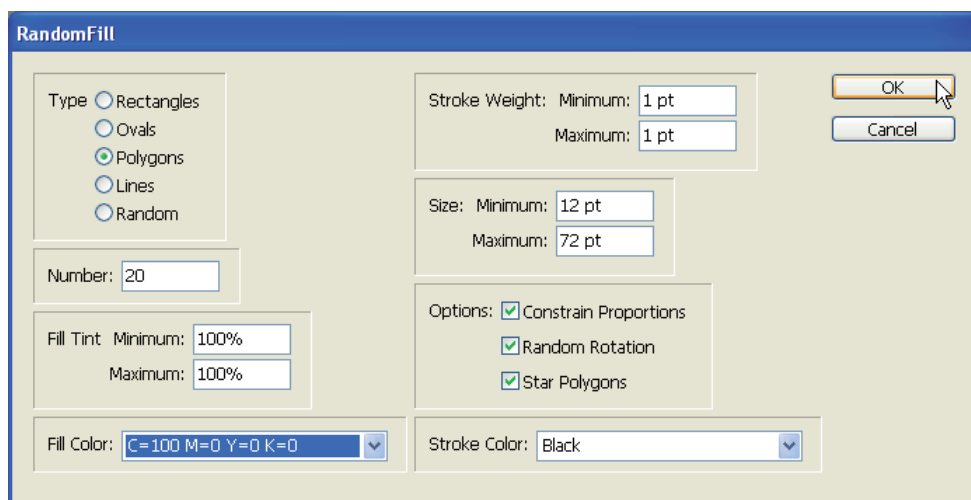 RandomFill
Type Rectangles
Ovals
Polygons
Lines
Random
Number: 20
Fill Tint Minimum: 100%
Maximum: 100%
Fill Color: C=100 M=0 Y=0 K=0
Stroke Weight: Minimum: 1 pt
Maximum: 1 pt
Size: Minimum: 12 pt
Maximum: 72 pt
Options: Constrain Proportions
Random Rotation
Star Polygons
Stroke Color: Black
OK
Cancel